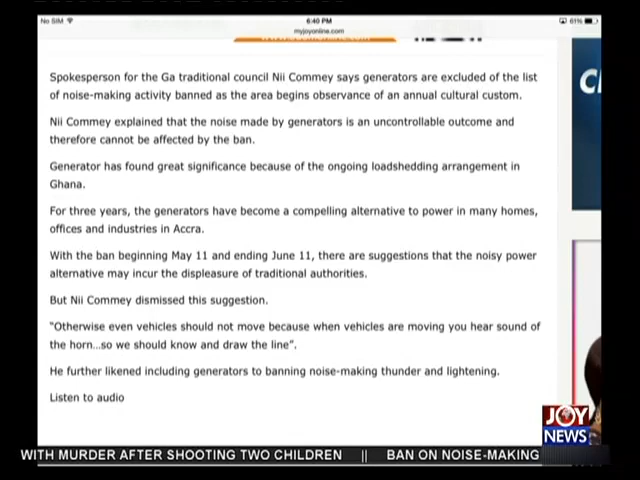 No SIM
6:40 PM
61%
myjoyonline.com
Spokesperson for the Ga traditional council Nii Commey says generators are excluded of the list
of noise-making activity banned as the area begins observance of an annual cultural custom.
Nii Commey explained that the noise made by generators is an uncontrollable outcome and
therefore cannot be affected by the ban.
Generator has found great significance because of the ongoing loadshedding arrangement in
Ghana.
For three years, the generators have become a compelling alternative to power in many homes,
offices and industries in Accra.
With the ban beginning May 11 and ending June 11, there are suggestions that the noisy power
alternative may incur the displeasure of traditional authorities.
But Nii Commey dismissed this suggestion.
“Otherwise even vehicles should not move because when vehicles are moving you hear sound of
the horn...so we should know and draw the line”.
He further likened including generators to banning noise-making thunder and lightening.
Listen to audio
JOY
NEWS
WITH MURDER AFTER SHOOTING TWO CHILDREN || BAN ON NOISE-MAKING